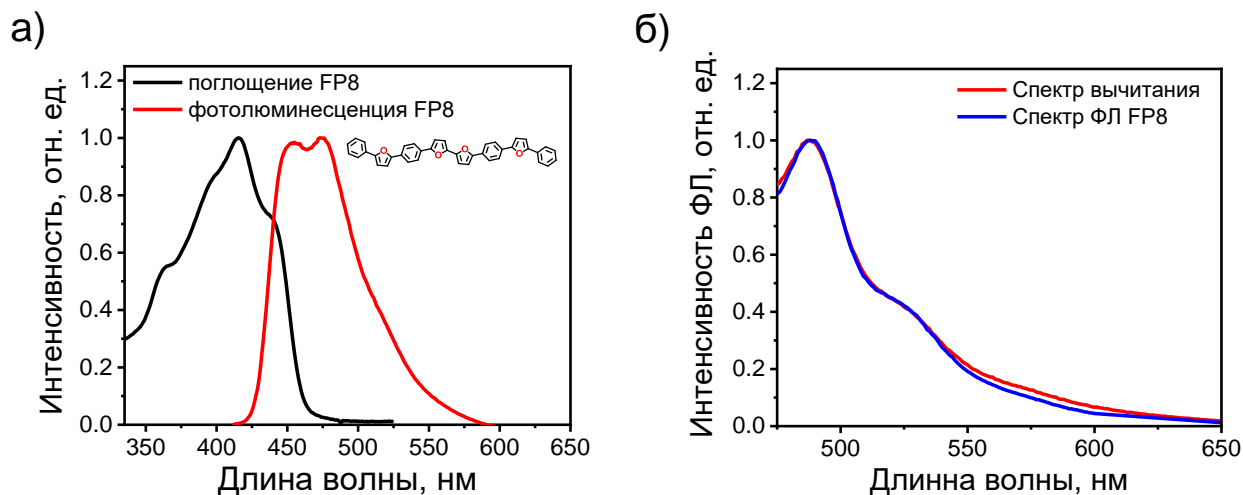 а)
Интенсивность, отн. ед.
1.2
1.0
0.8
0.6
0.4
0.2
0.0
поглощение FP8
фотолюминесценция FP8
O
O
O
O
350 400 450 500 550 600 650
Длина волны, нм
б)
Интенсивность ФЛ, отн. ед.
1.2
1.0
0.8
0.6
0.4
0.2
0.0
Спектр вычитания
Спектр ФЛ FP8
500 550 600 650
Длинна волны, нм